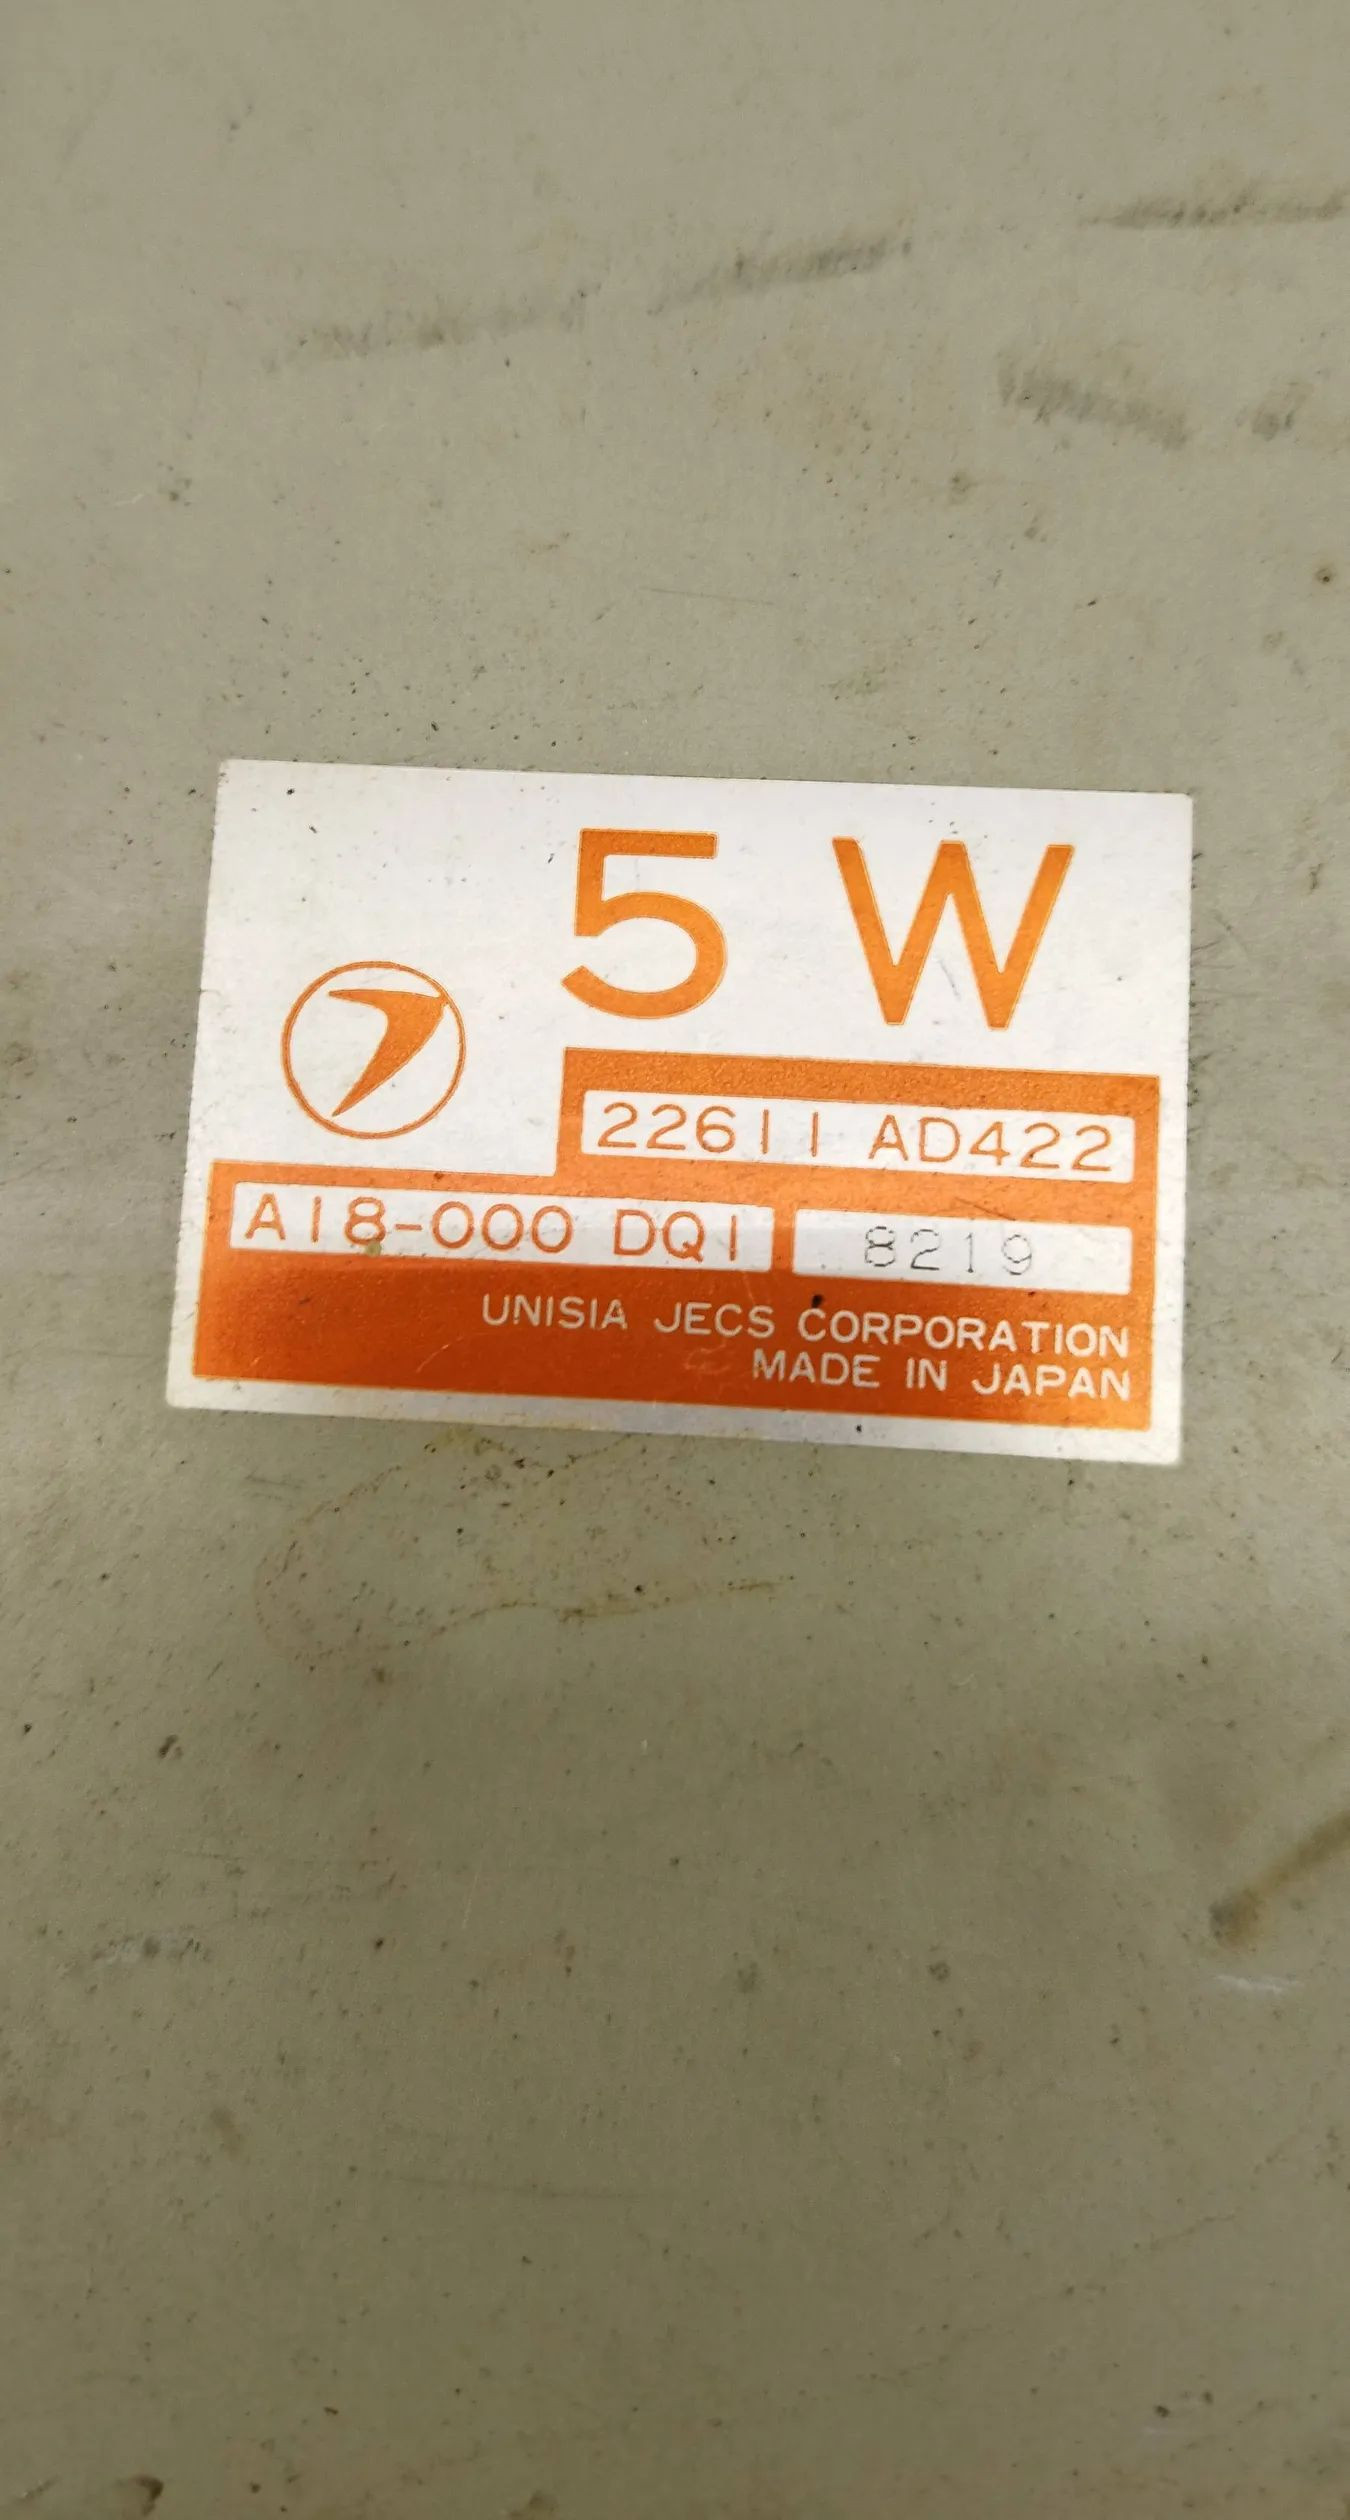 5 W
22611 AD422
A18-000 DQ1 8219
UNISIA JECS CORPORATION
MADE IN JAPAN